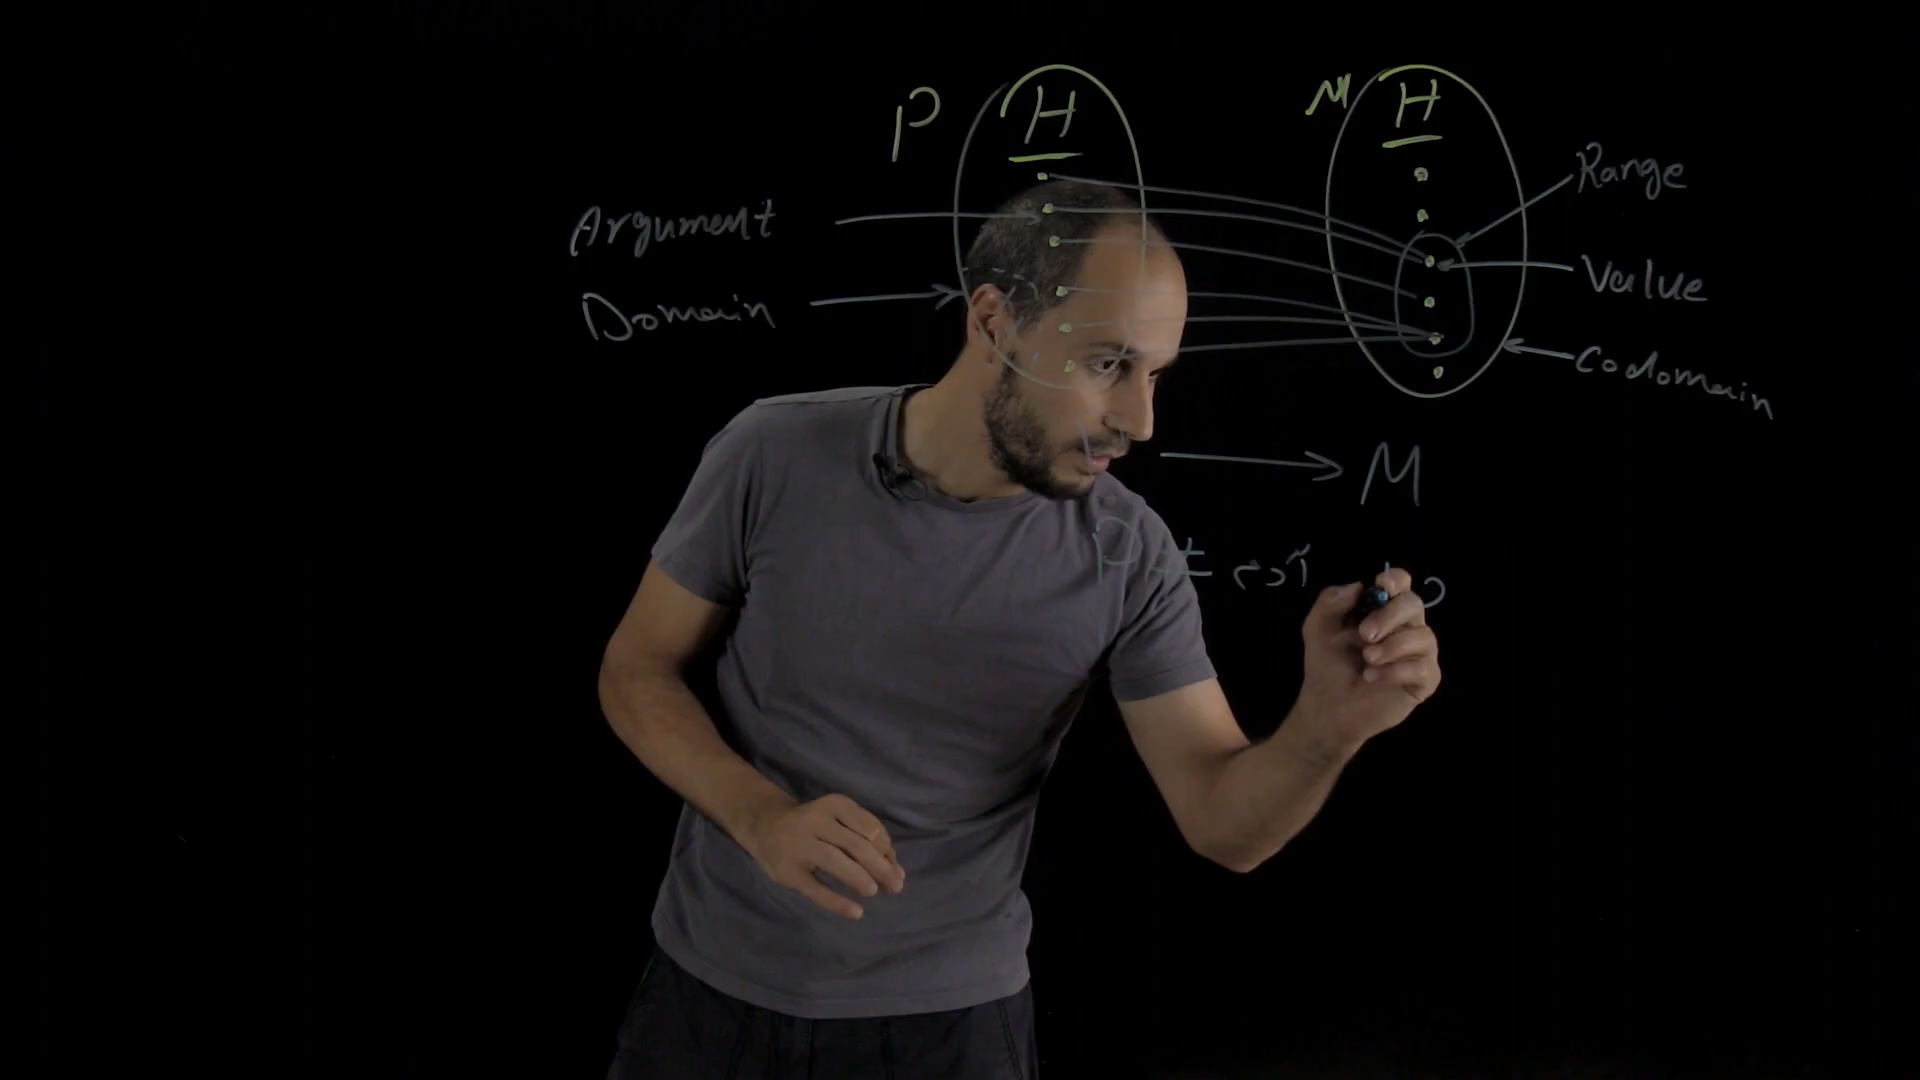 P H M H
Range
Argument
Value
Domain
Codomain
M
P = آدم